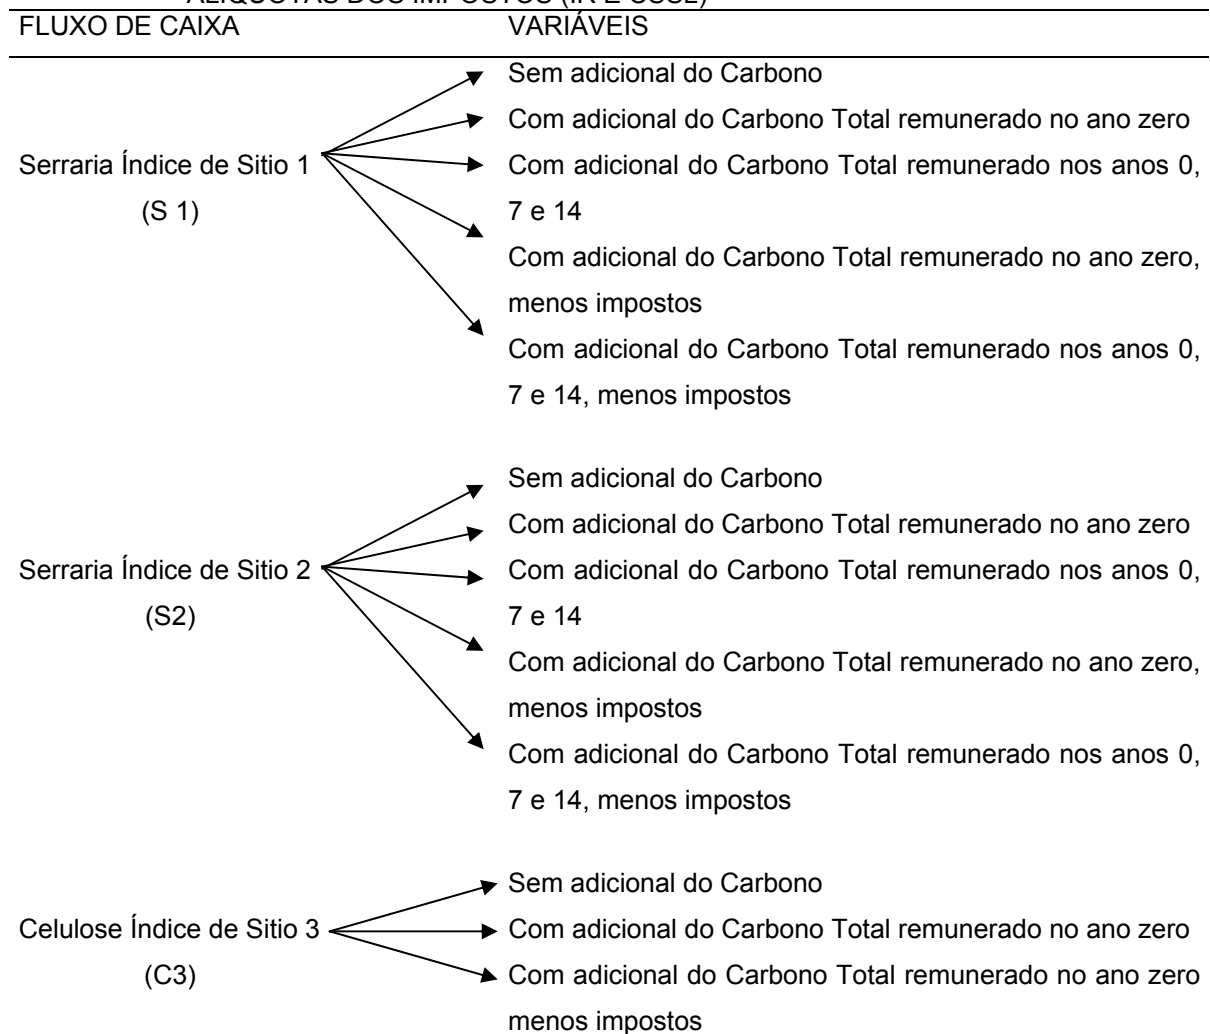 ALIQUOTAS DOS IMPOSTOS (IR E CSSL)
FLUXO DE CAIXA VARIÁVEIS
Sem adicional do Carbono
Com adicional do Carbono Total remunerado no ano zero
Serraria Índice de Sitio 1 Com adicional do Carbono Total remunerado nos anos 0,
(S 1) 7 e 14
Com adicional do Carbono Total remunerado no ano zero,
menos impostos
Com adicional do Carbono Total remunerado nos anos 0,
7 e 14, menos impostos
Sem adicional do Carbono
Com adicional do Carbono Total remunerado no ano zero
Serraria Índice de Sitio 2 Com adicional do Carbono Total remunerado nos anos 0,
(S2) 7 e 14
Com adicional do Carbono Total remunerado no ano zero,
menos impostos
Com adicional do Carbono Total remunerado nos anos 0,
7 e 14, menos impostos
Sem adicional do Carbono
Celulose Índice de Sitio 3 Com adicional do Carbono Total remunerado no ano zero
(C3) Com adicional do Carbono Total remunerado no ano zero
menos impostos